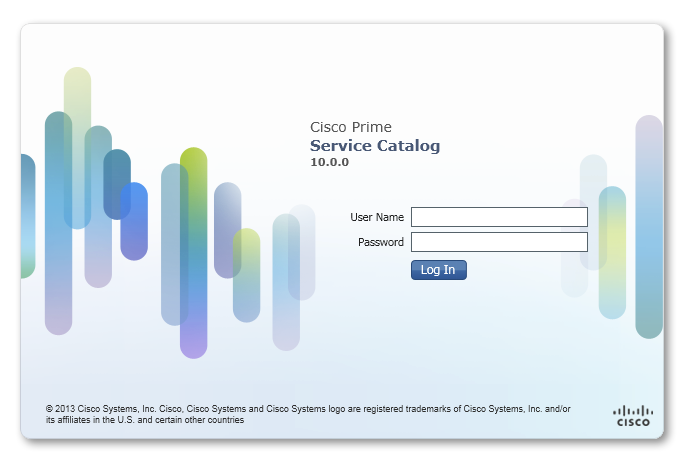 Cisco Prime
Service Catalog
10.0.0
User Name
Password
Log In
© 2013 Cisco Systems, Inc. Cisco, Cisco Systems and Cisco Systems logo are registered trademarks of Cisco Systems, Inc. and/or
its affiliates in the U.S. and certain other countries
CISCO